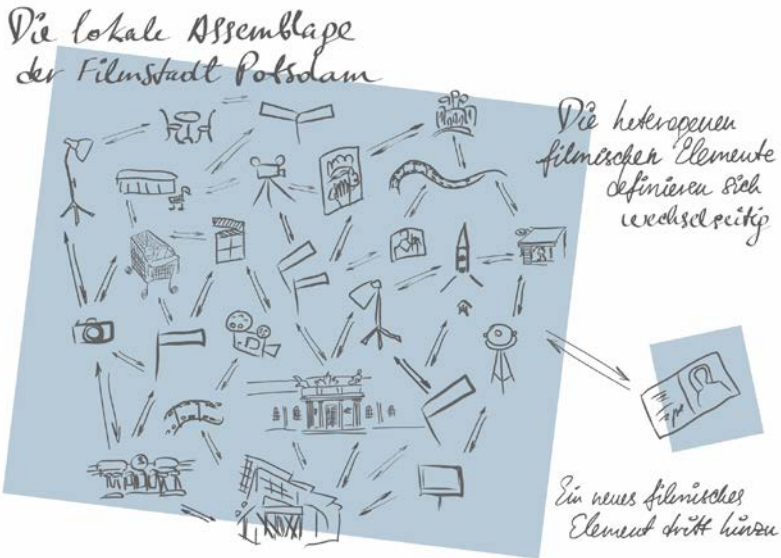 Die lokale Assemblage
der Filmstadt Potsdam
Die heterogenen
filmischen Elemente
definieren sich
wechselseitig
Ein neues filmisches
Element tritt hinzu